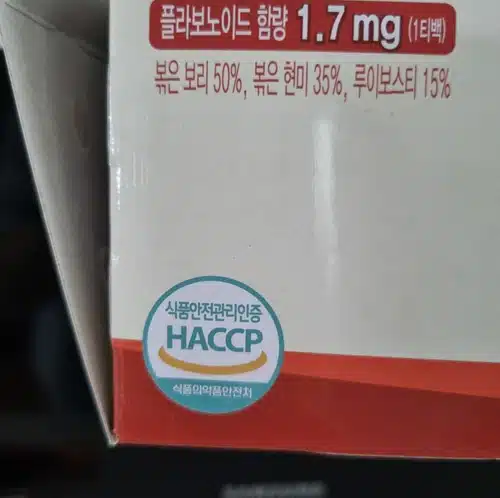 플라보노이드 함량 1.7 mg (1티백)
볶은 보리 50%, 볶은 현미 35%, 루이보스티 15%
식품안전관리인증
HACCP
식품의약품안전처